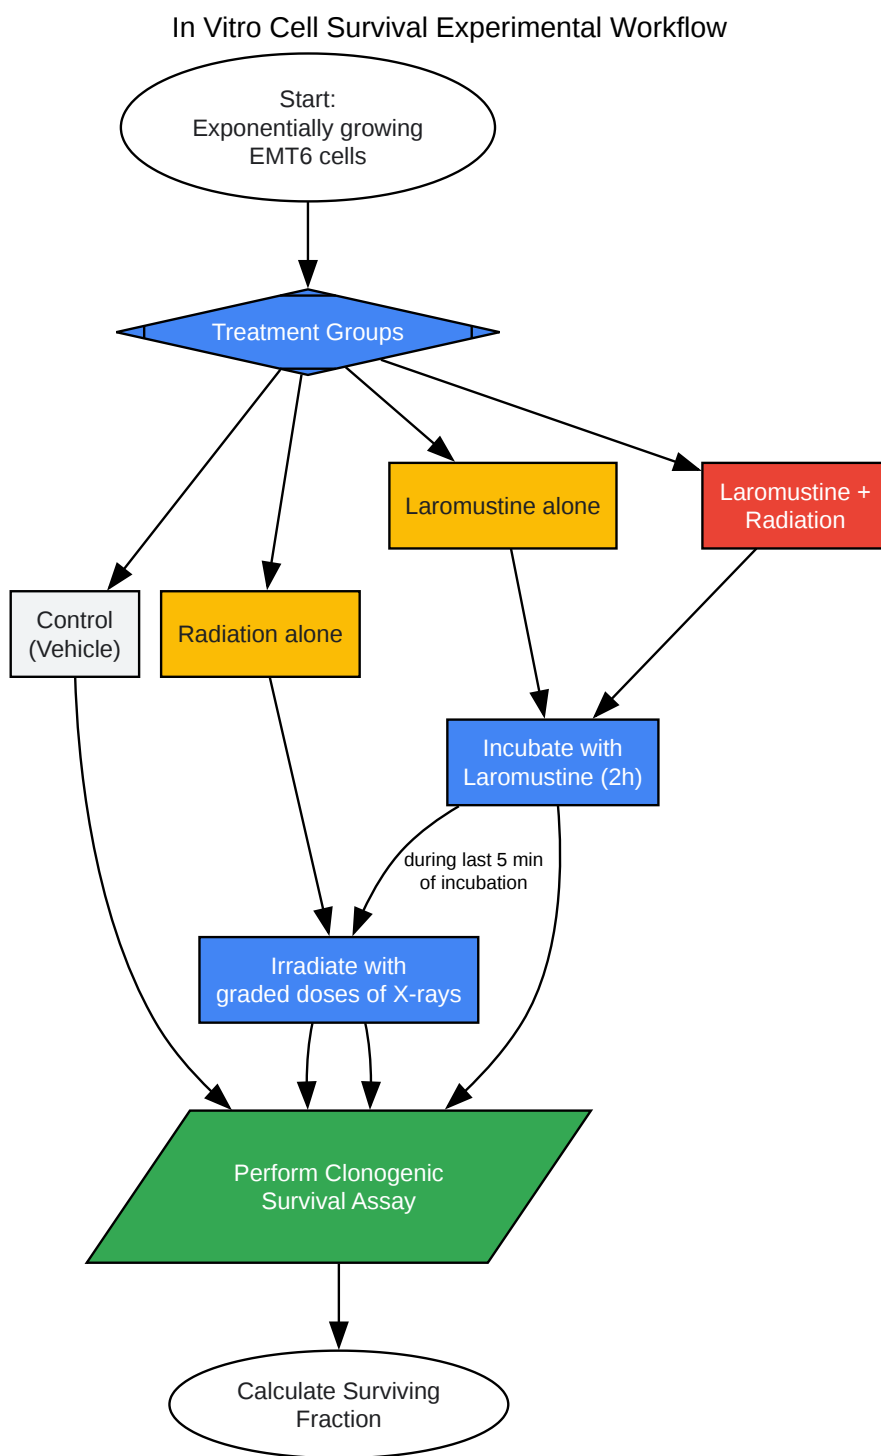 In Vitro Cell Survival Experimental Workflow
Start:
Exponentially growing
EMT6 cells
Treatment Groups
Laromustine alone
Laromustine +
Radiation
Control
(Vehicle)
Radiation alone
Incubate with
Laromustine (2h)
during last 5 min
of incubation
Irradiate with
graded doses of X-rays
Perform Clonogenic
Survival Assay
Calculate Surviving
Fraction